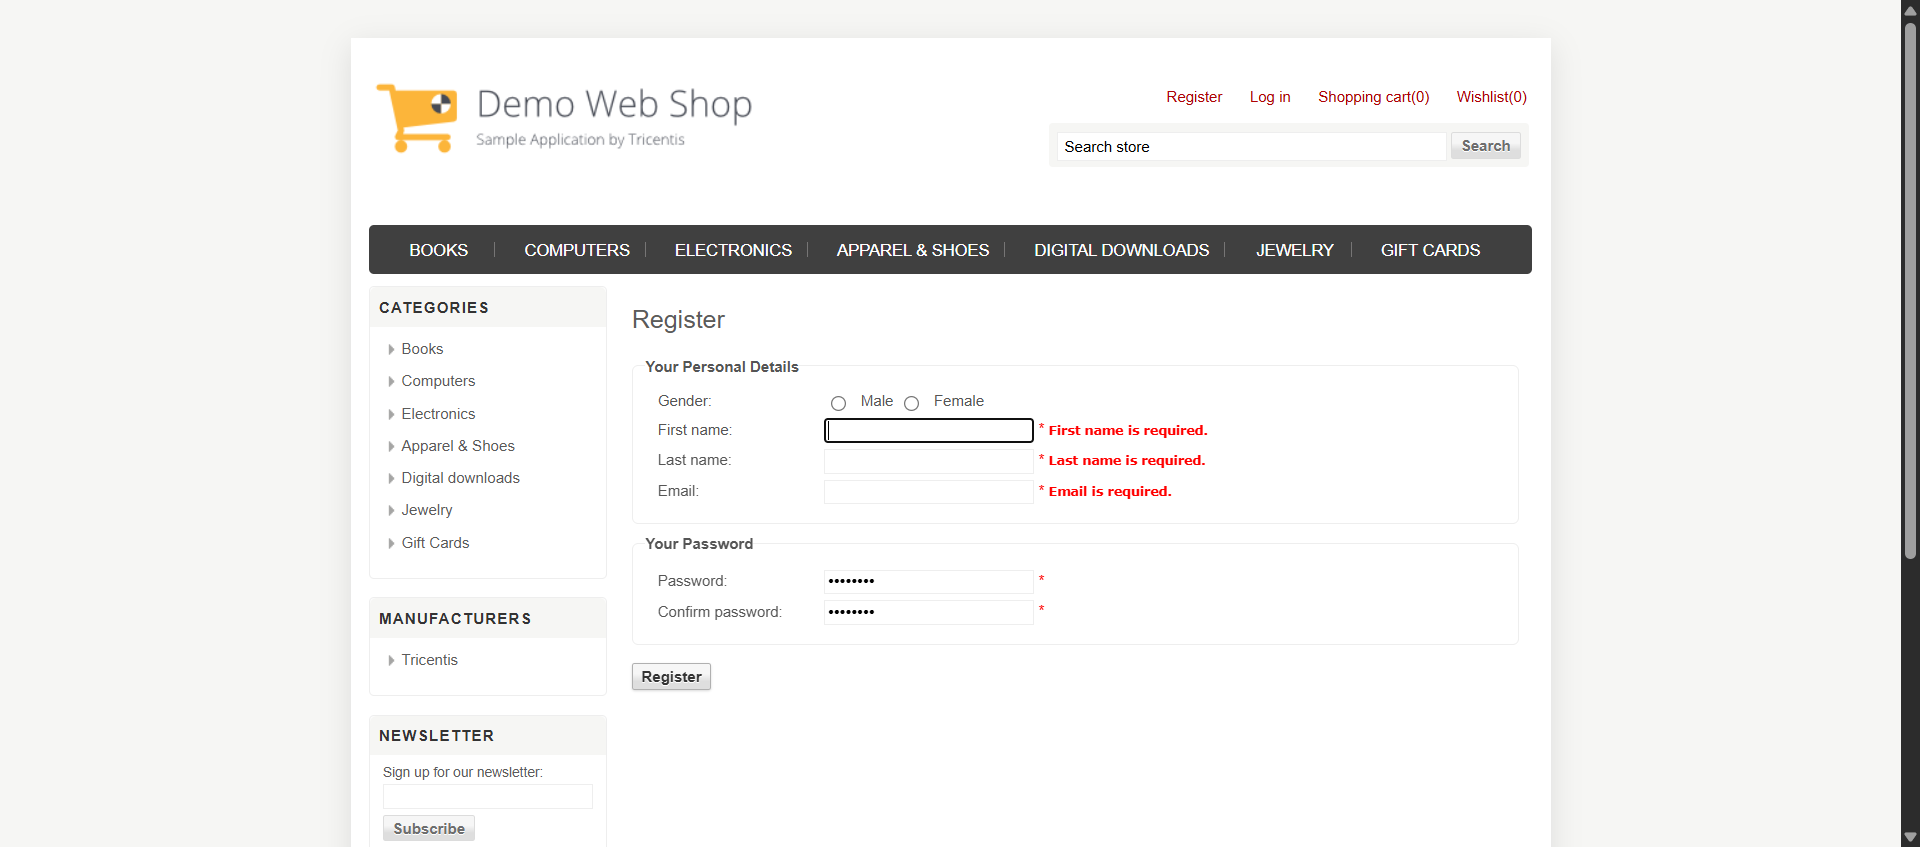 Demo Web Shop
Sample Application by Tricentis
Register Log in Shopping cart(0) Wishlist(0)
Search store Search
BOOKS COMPUTERS ELECTRONICS APPAREL & SHOES DIGITAL DOWNLOADS JEWELRY GIFT CARDS
CATEGORIES
Books
Computers
Electronics
Apparel & Shoes
Digital downloads
Jewelry
Gift Cards
MANUFACTURERS
Tricentis
NEWSLETTER
Sign up for our newsletter:
Subscribe
Register
Your Personal Details
Gender: Male Female
First name: * First name is required.
Last name: * Last name is required.
Email: * Email is required.
Your Password
Password: •••••••• *
Confirm password: •••••••• *
Register